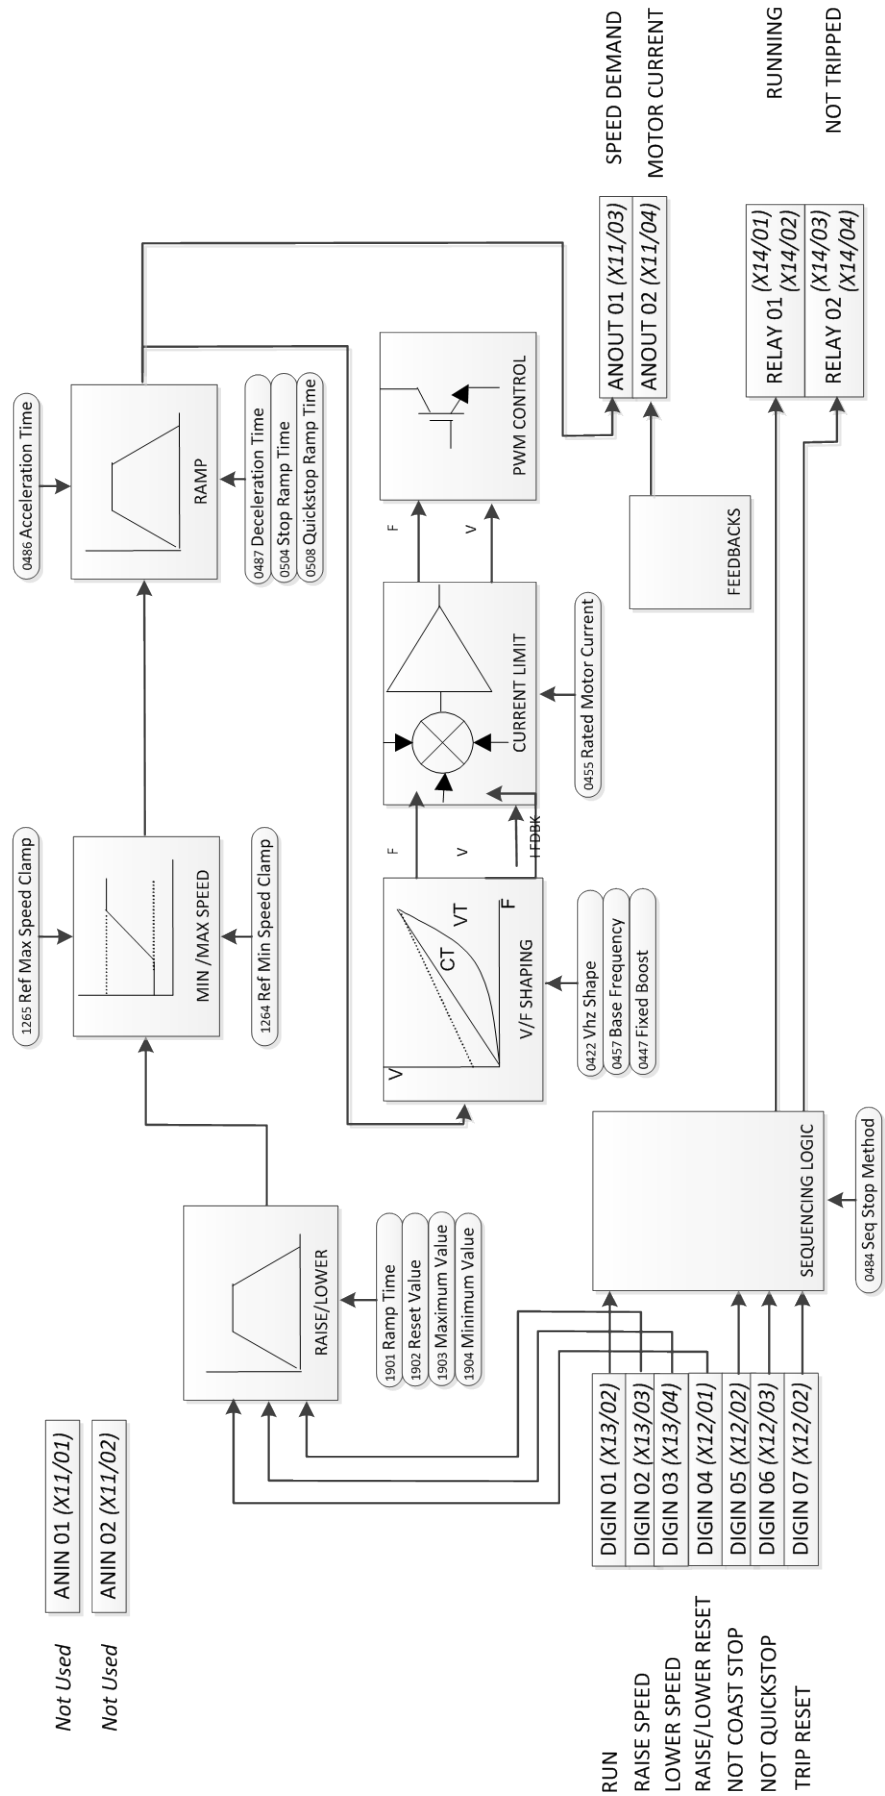 Not Used
ANIN 01 (X11/01)
Not Used
ANIN 02 (X11/02)
1265 Ref Max Speed Clamp
0486 Acceleration Time
MIN /MAX SPEED
RAMP
1264 Ref Min Speed Clamp
0487 Deceleration Time
0504 Stop Ramp Time
0508 Quickstop Ramp Time
RAISE/LOWER
1901 Ramp Time
1902 Reset Value
1903 Maximum Value
1904 Minimum Value
V
CT
VT
F
V/F SHAPING
F
V
I FDBK
CURRENT LIMIT
F
V
PWM CONTROL
0422 Vhz Shape
0457 Base Frequency
0447 Fixed Boost
0455 Rated Motor Current
FEEDBACKS
ANOUT 01 (X11/03)
SPEED DEMAND
ANOUT 02 (X11/04)
MOTOR CURRENT
RUN
DIGIN 01 (X13/02)
RAISE SPEED
DIGIN 02 (X13/03)
LOWER SPEED
DIGIN 03 (X13/04)
RAISE/LOWER RESET
DIGIN 04 (X12/01)
NOT COAST STOP
DIGIN 05 (X12/02)
NOT QUICKSTOP
DIGIN 06 (X12/03)
TRIP RESET
DIGIN 07 (X12/02)
SEQUENCING LOGIC
0484 Seq Stop Method
RELAY 01 (X14/01)
(X14/02)
RUNNING
RELAY 02 (X14/03)
(X14/04)
NOT TRIPPED